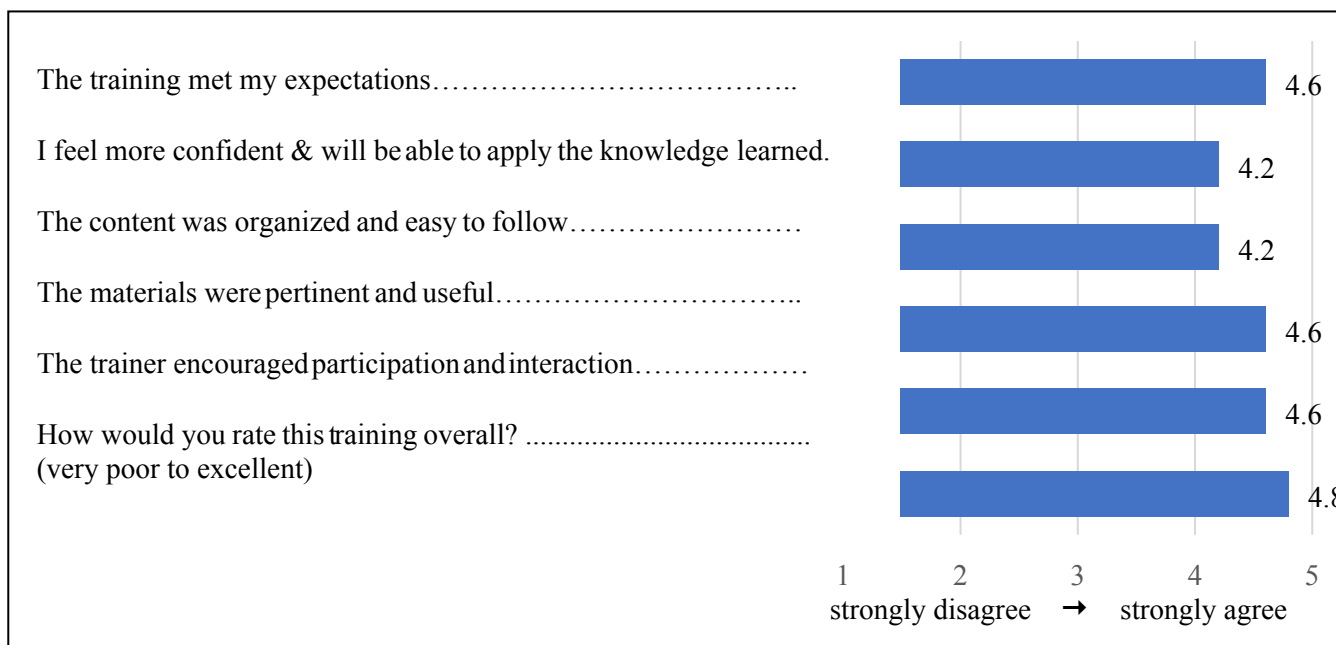 The training met my expectations……………………………….. 4.6
I feel more confident & will be able to apply the knowledge learned. 4.2
The content was organized and easy to follow…………………… 4.2
The materials were pertinent and useful………………………….. 4.6
The trainer encouraged participation and interaction……………… 4.6
How would you rate this training overall? ....................................... 4.8
(very poor to excellent)
1 2 3 4 5
strongly disagree → strongly agree